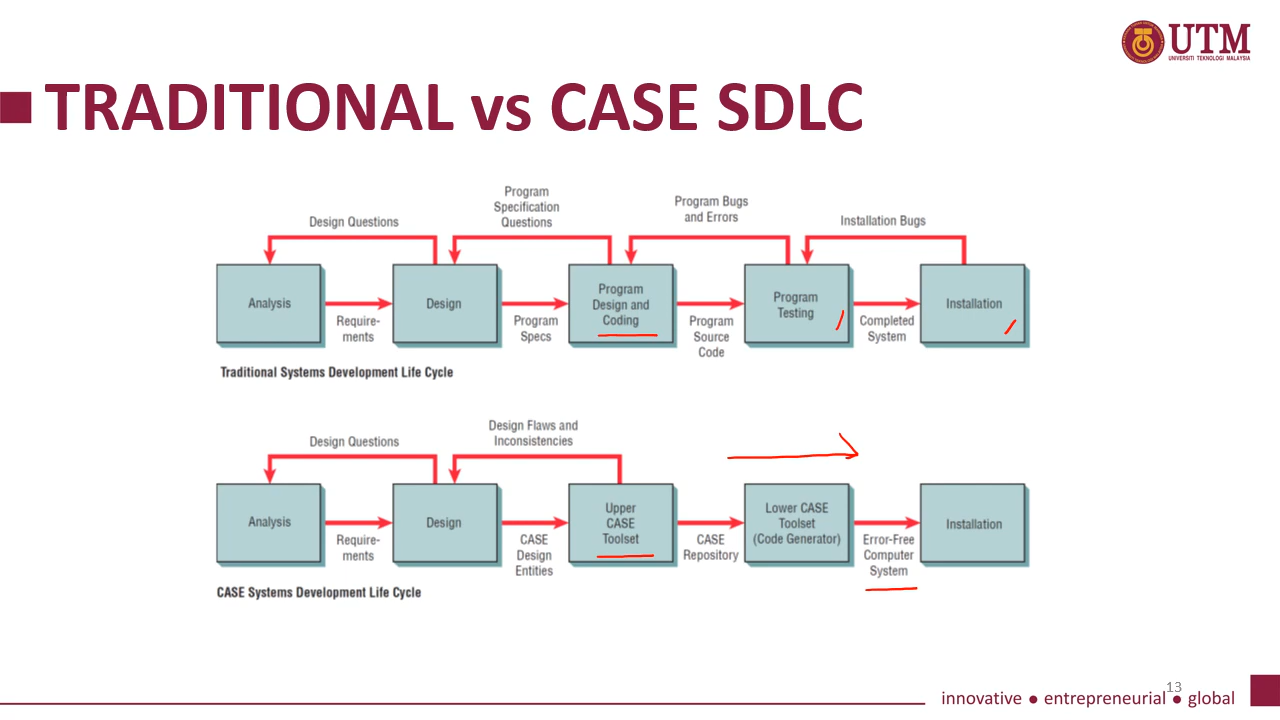 UTM
UNIVERSITI TEKNOLOGI MALAYSIA
TRADITIONAL vs CASE SDLC
Program
Specification
Questions
Design Questions
Program Bugs
and Errors
Installation Bugs
Analysis
Require-
ments
Design
Program
Specs
Program
Design and
Coding
Program
Source
Code
Program
Testing
Completed
System
Installation
Traditional Systems Development Life Cycle
Design Questions
Design Flaws and
Inconsistencies
Analysis
Require-
ments
Design
CASE
Design
Entities
Upper
CASE
Toolset
CASE
Repository
Lower CASE
Toolset
(Code Generator)
Error-Free
Computer
System
Installation
CASE Systems Development Life Cycle
13
innovative ● entrepreneurial ● global